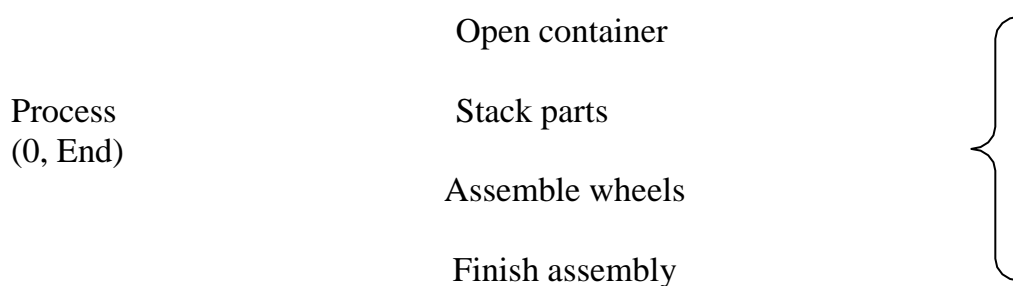 Open container
Process
(0, End)
Stack parts
Assemble wheels
Finish assembly